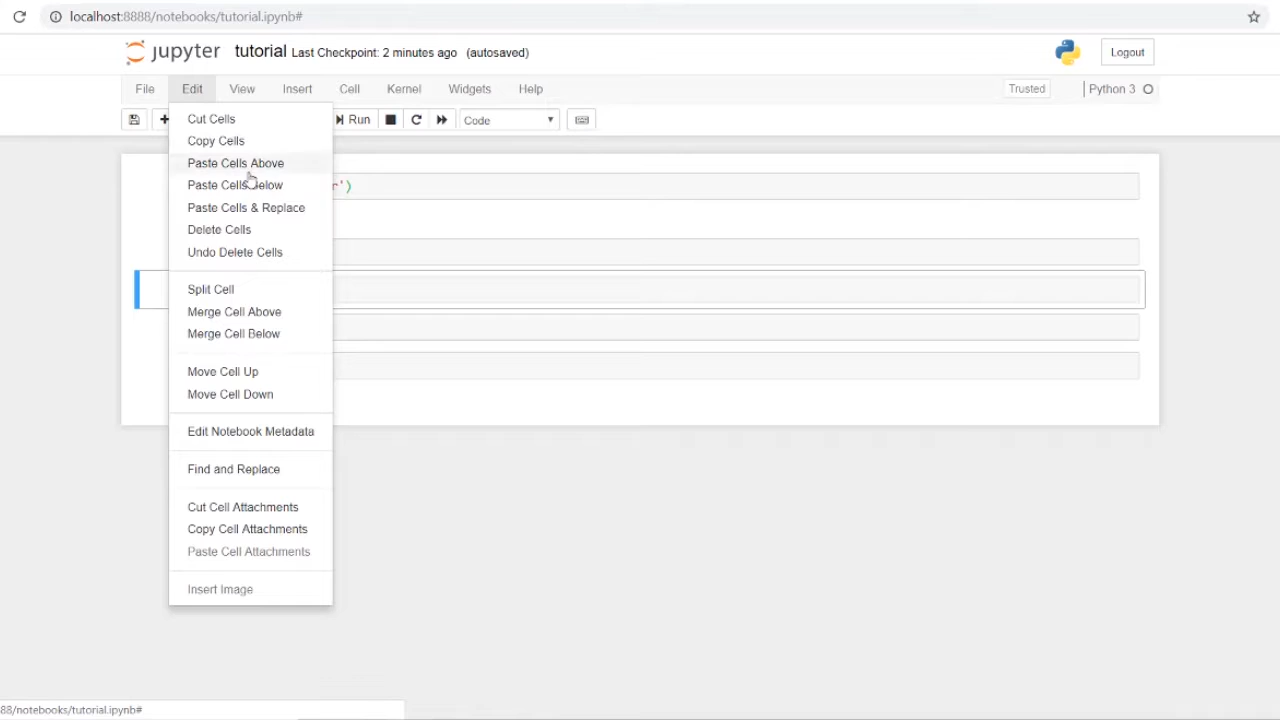 localhost:8888/notebooks/tutorial.ipynb#
jupyter tutorial Last Checkpoint: 2 minutes ago (autosaved)
Logout
File Edit View Insert Cell Kernel Widgets Help
Trusted Python 3
Run Code
Cut Cells
Copy Cells
Paste Cells Above
Paste Cells Below
Paste Cells & Replace
Delete Cells
Undo Delete Cells
Split Cell
Merge Cell Above
Merge Cell Below
Move Cell Up
Move Cell Down
Edit Notebook Metadata
Find and Replace
Cut Cell Attachments
Copy Cell Attachments
Paste Cell Attachments
Insert Image
r')
88/notebooks/tutorial.ipynb#